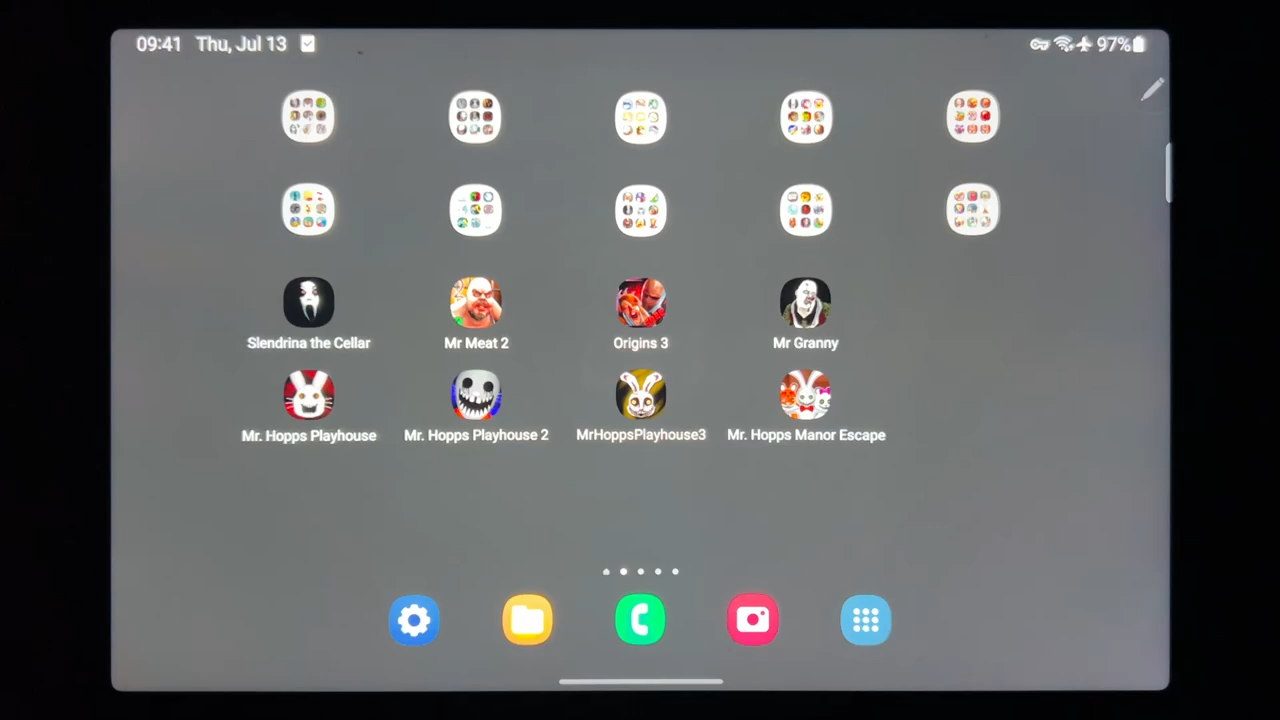 09:41 Thu, Jul 13
97%
Slendrina the Cellar
Mr Meat 2
Origins 3
Mr Granny
Mr. Hopps Playhouse
Mr. Hopps Playhouse 2
MrHoppsPlayhouse3
Mr. Hopps Manor Escape